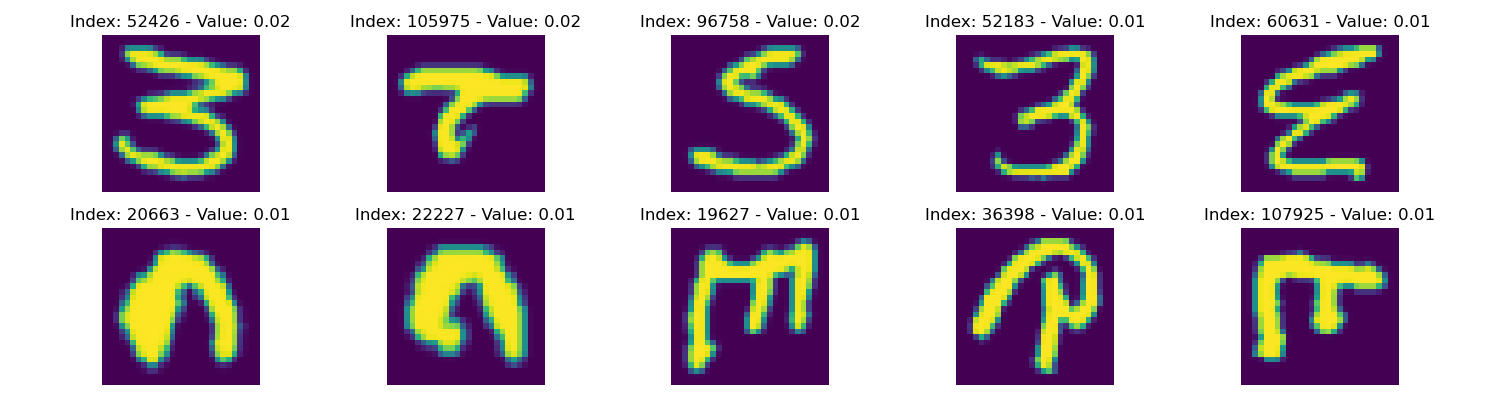 Index: 52426 - Value: 0.02
Index: 105975 - Value: 0.02
Index: 96758 - Value: 0.02
Index: 52183 - Value: 0.01
Index: 60631 - Value: 0.01
Index: 20663 - Value: 0.01
Index: 22227 - Value: 0.01
Index: 19627 - Value: 0.01
Index: 36398 - Value: 0.01
Index: 107925 - Value: 0.01